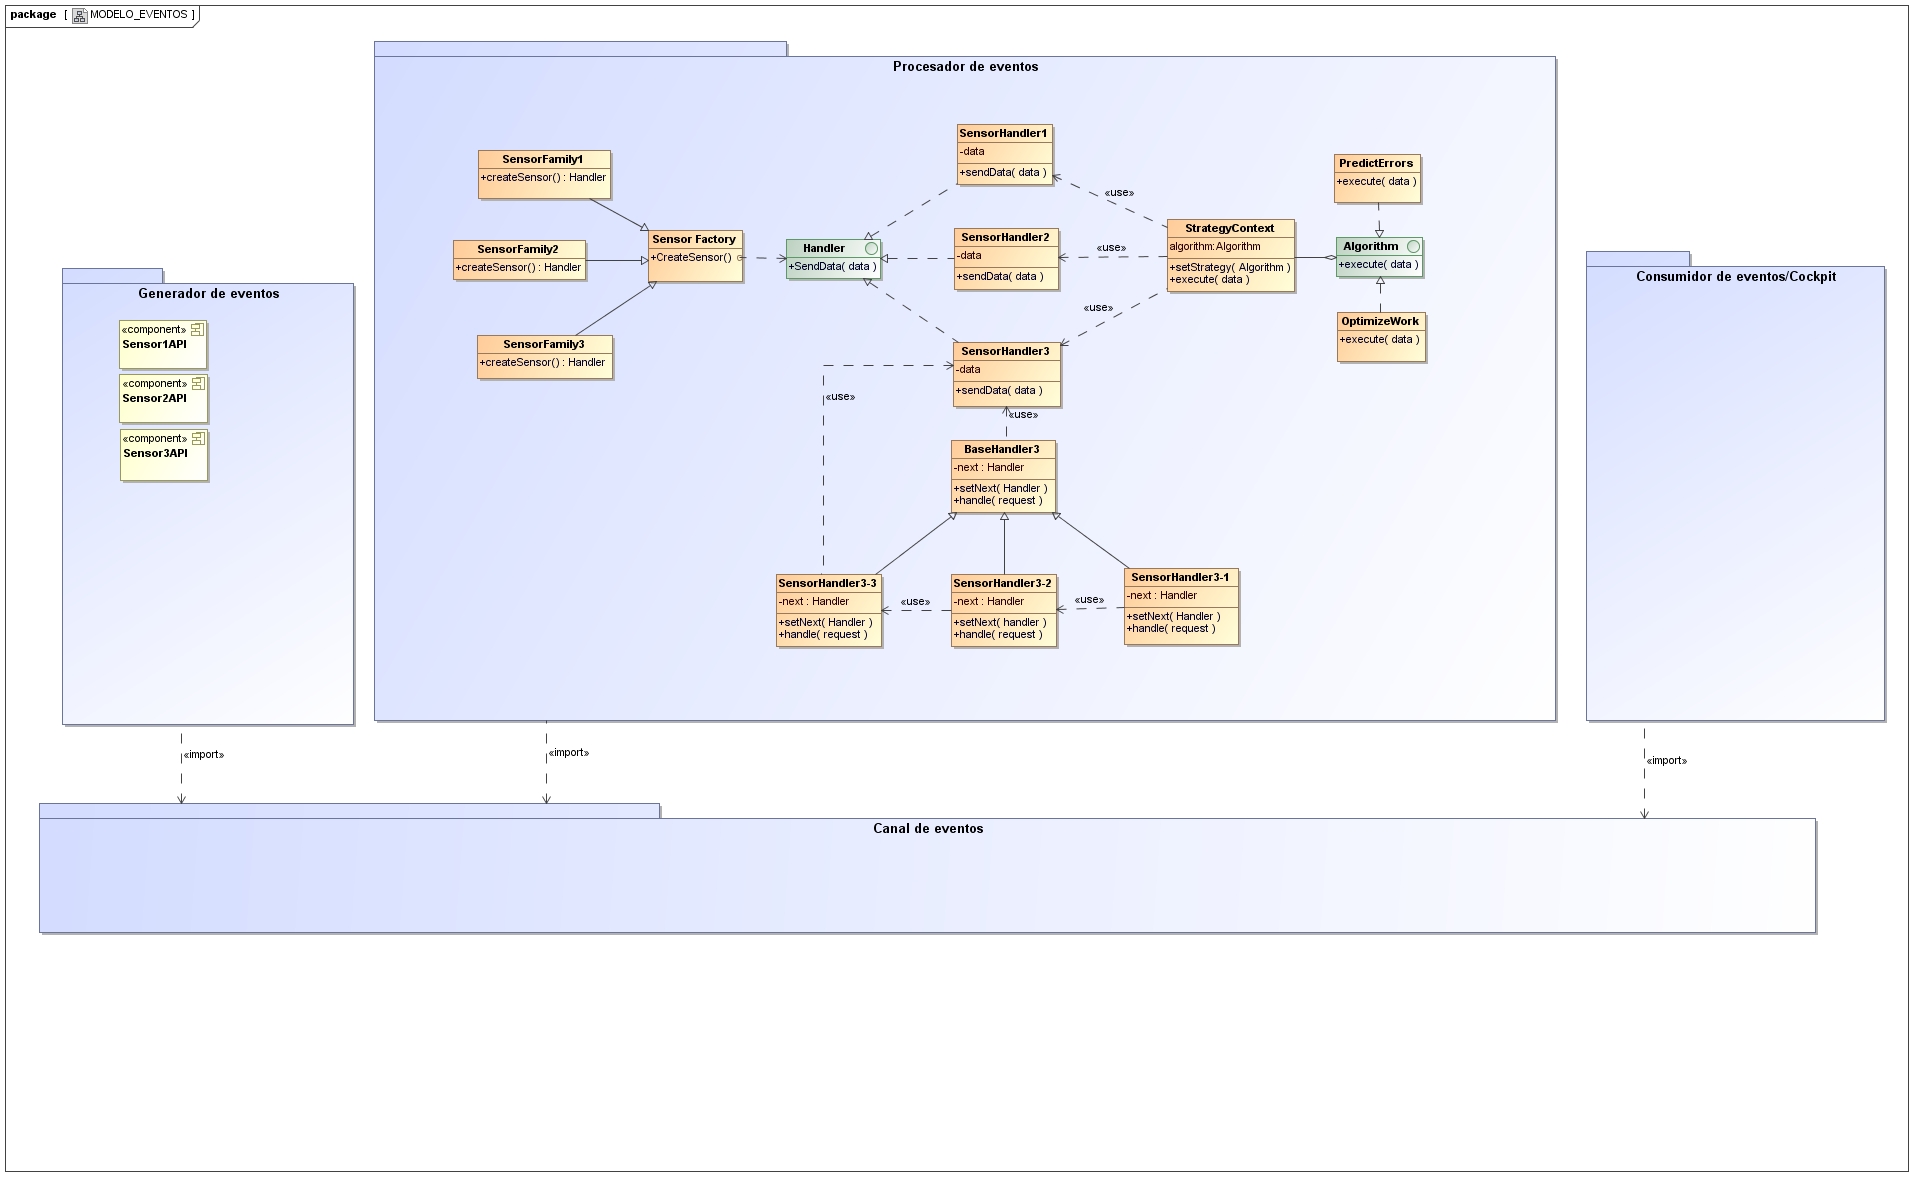 package [ MODELO_EVENTOS ]
Procesador de eventos
SensorFamily1
+createSensor() : Handler
SensorFamily2
+createSensor() : Handler
SensorFamily3
+createSensor() : Handler
Sensor Factory
+CreateSensor()
Handler
+SendData( data )
SensorHandler1
-data
+sendData( data )
SensorHandler2
-data
+sendData( data )
SensorHandler3
-data
+sendData( data )
«use»
«use»
«use»
StrategyContext
algorithm:Algorithm
+setStrategy( Algorithm )
+execute( data )
PredictErrors
+execute( data )
Algorithm
+execute( data )
OptimizeWork
+execute( data )
«use»
«use»
BaseHandler3
-next : Handler
+setNext( Handler )
+handle( request )
SensorHandler3-3
-next : Handler
+setNext( Handler )
+handle( request )
«use»
SensorHandler3-2
-next : Handler
+setNext( handler )
+handle( request )
«use»
SensorHandler3-1
-next : Handler
+setNext( Handler )
+handle( request )
Generador de eventos
«component»
Sensor1API
«component»
Sensor2API
«component»
Sensor3API
Consumidor de eventos/Cockpit
«import»
«import»
«import»
Canal de eventos